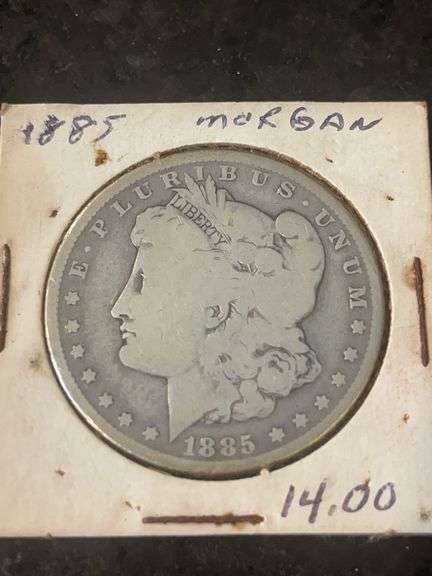 1885 MORGAN
E · PLURIBUS · UNUM
LIBERTY
1885
14.00